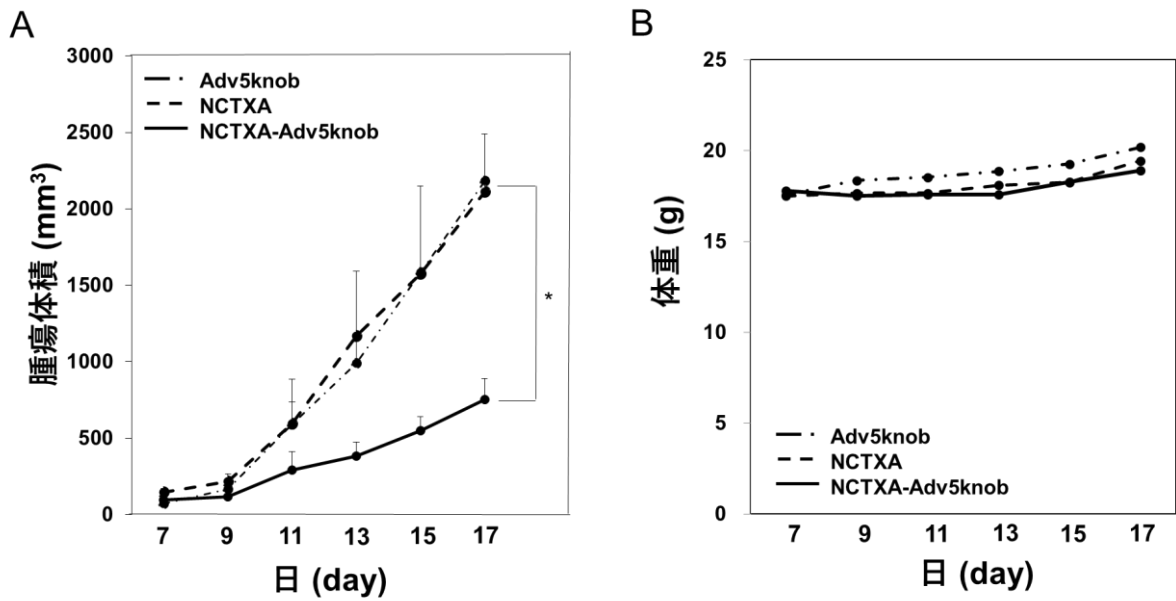 A
腫瘍体積 (mm³)
3000
2500
2000
1500
1000
500
0
Adv5knob
NCTXA
NCTXA-Adv5knob
*
7 9 11 13 15 17
日 (day)
B
体重 (g)
25
20
15
10
5
0
Adv5knob
NCTXA
NCTXA-Adv5knob
7 9 11 13 15 17
日 (day)